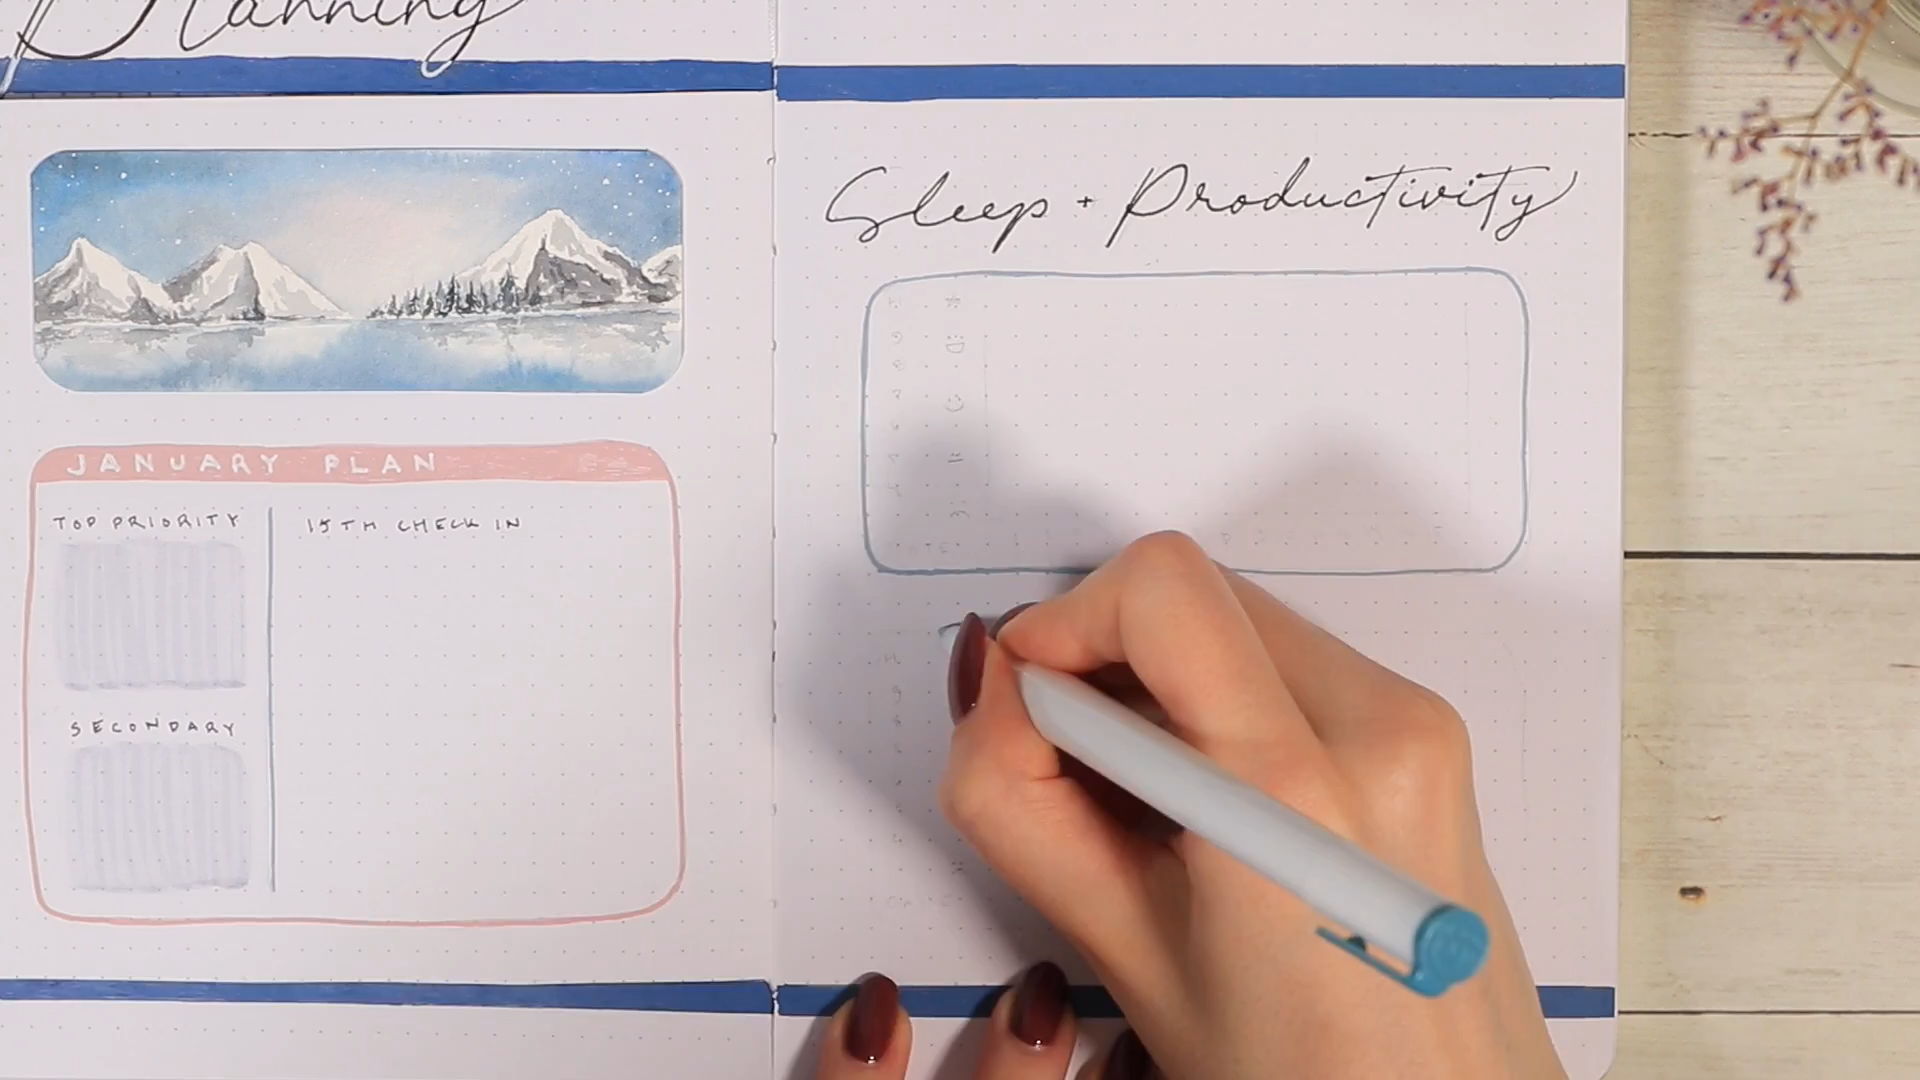 Planning
JANUARY PLAN
TOP PRIORITY
15TH CHECK IN
SECONDARY
Sleep + Productivity